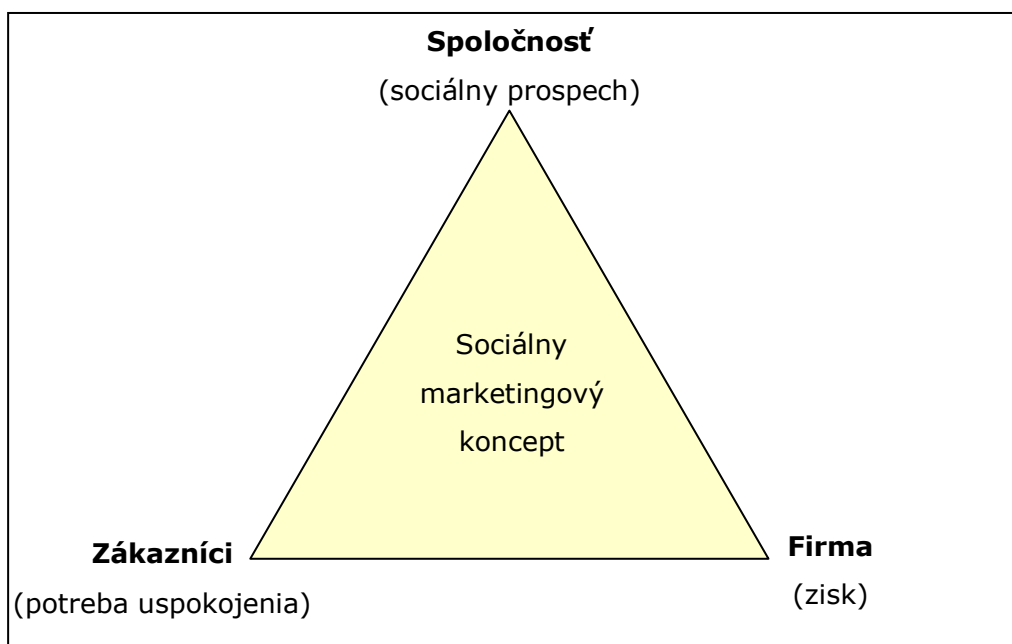 Spoločnosť
(sociálny prospech)
Sociálny
marketingový
koncept
Zákazníci
(potreba uspokojenia)
Firma
(zisk)